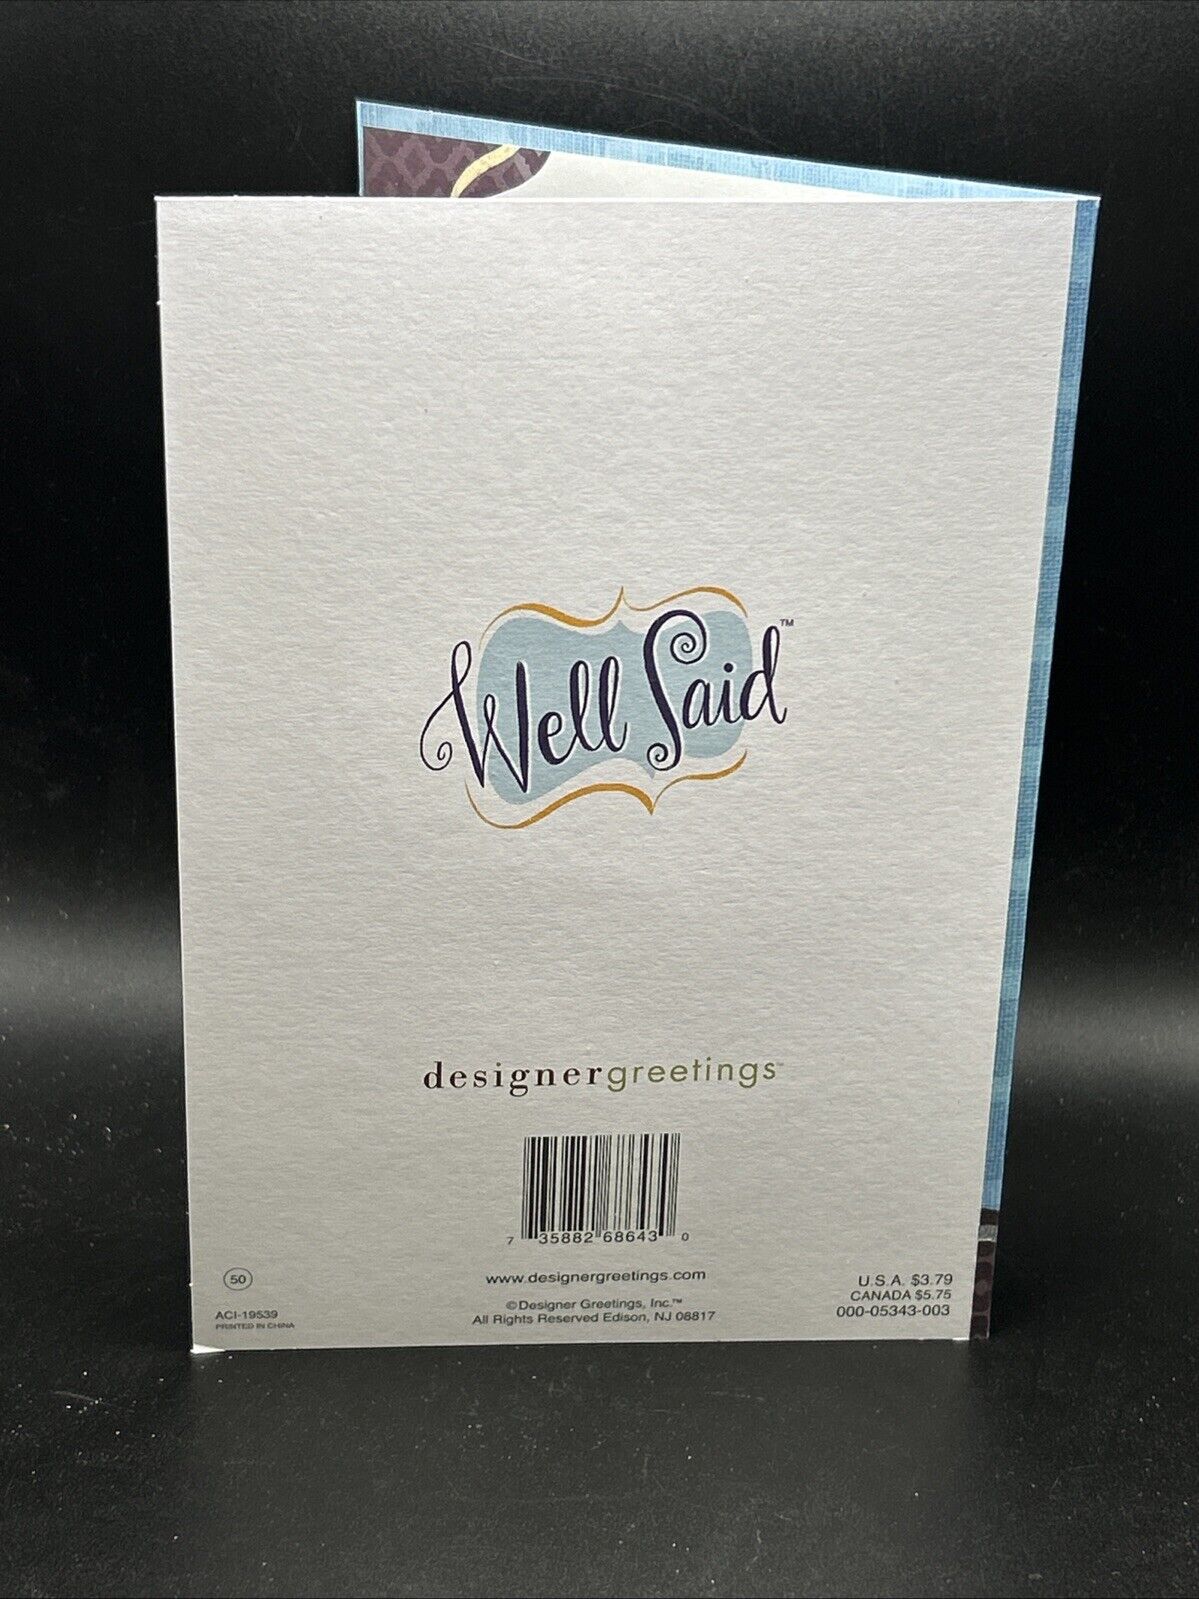 Well Said™
designergreetings™
7 35882 68643 0
50
www.designergreetings.com
U.S.A. $3.79
CANADA $5.75
ACI-19539
©Designer Greetings, Inc.™
000-05343-003
PRINTED IN CHINA
All Rights Reserved Edison, NJ 08817